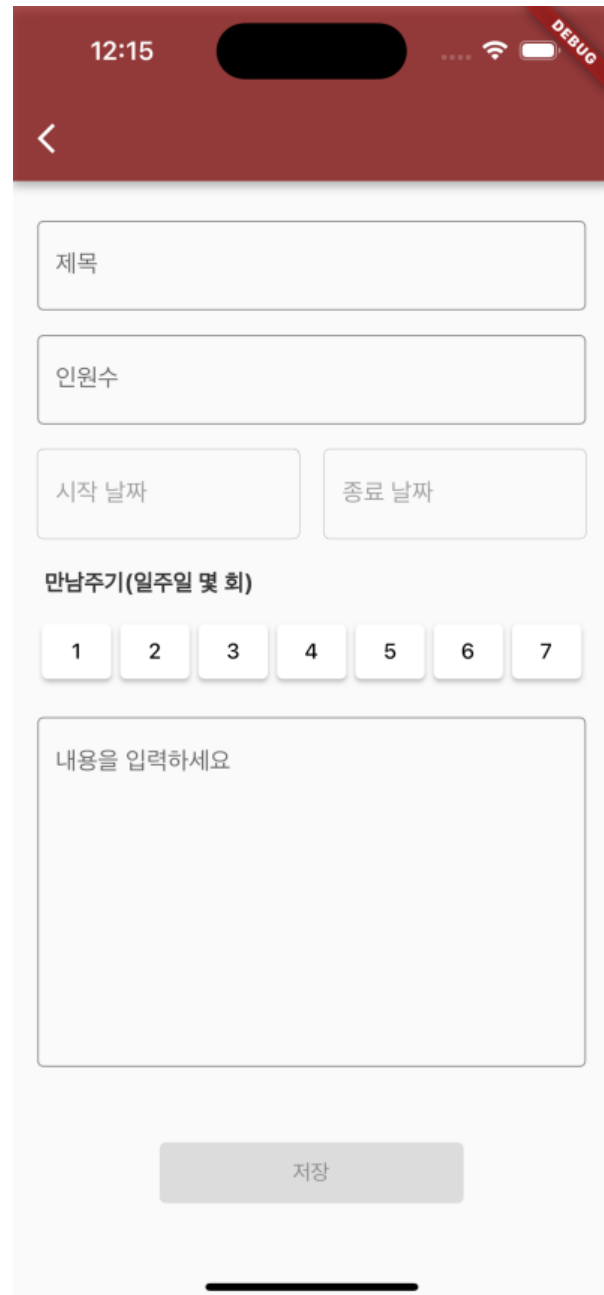 12:15
DEBUG
제목
인원수
시작 날짜 종료 날짜
만남주기(일주일 몇 회)
1 2 3 4 5 6 7
내용을 입력하세요
저장